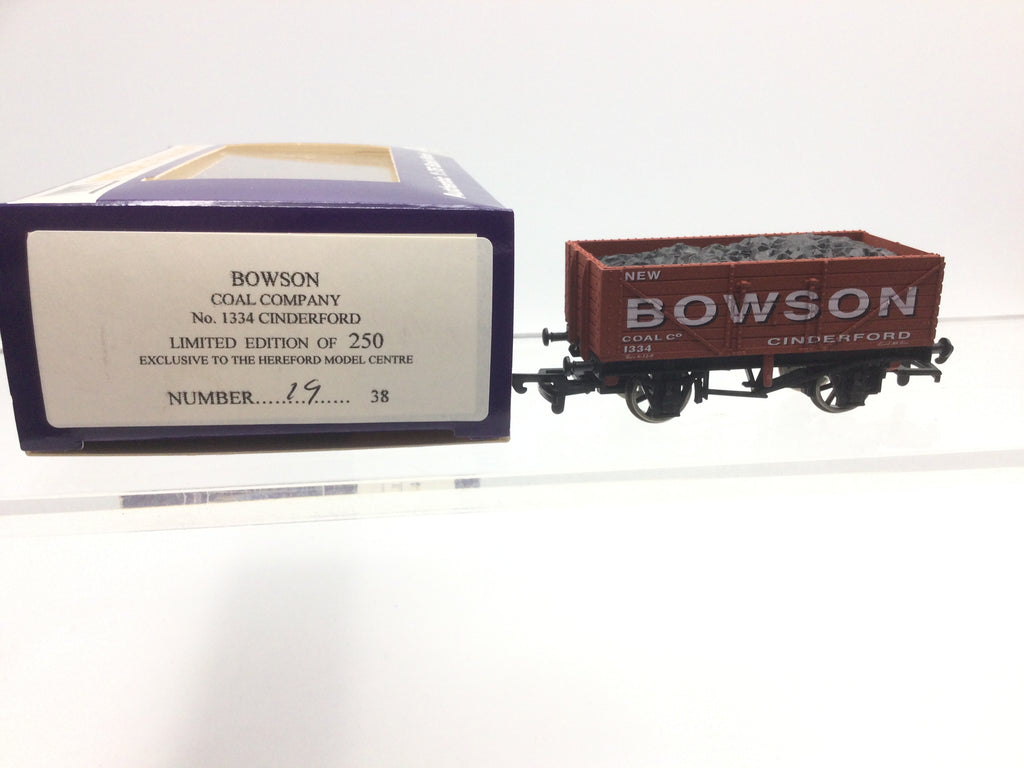 BOWSON
COAL COMPANY
No. 1334 CINDERFORD
LIMITED EDITION OF 250
EXCLUSIVE TO THE HEREFORD MODEL CENTRE
NUMBER....19...... 38
NEW
BOWSON
COAL Cº CINDERFORD
1334